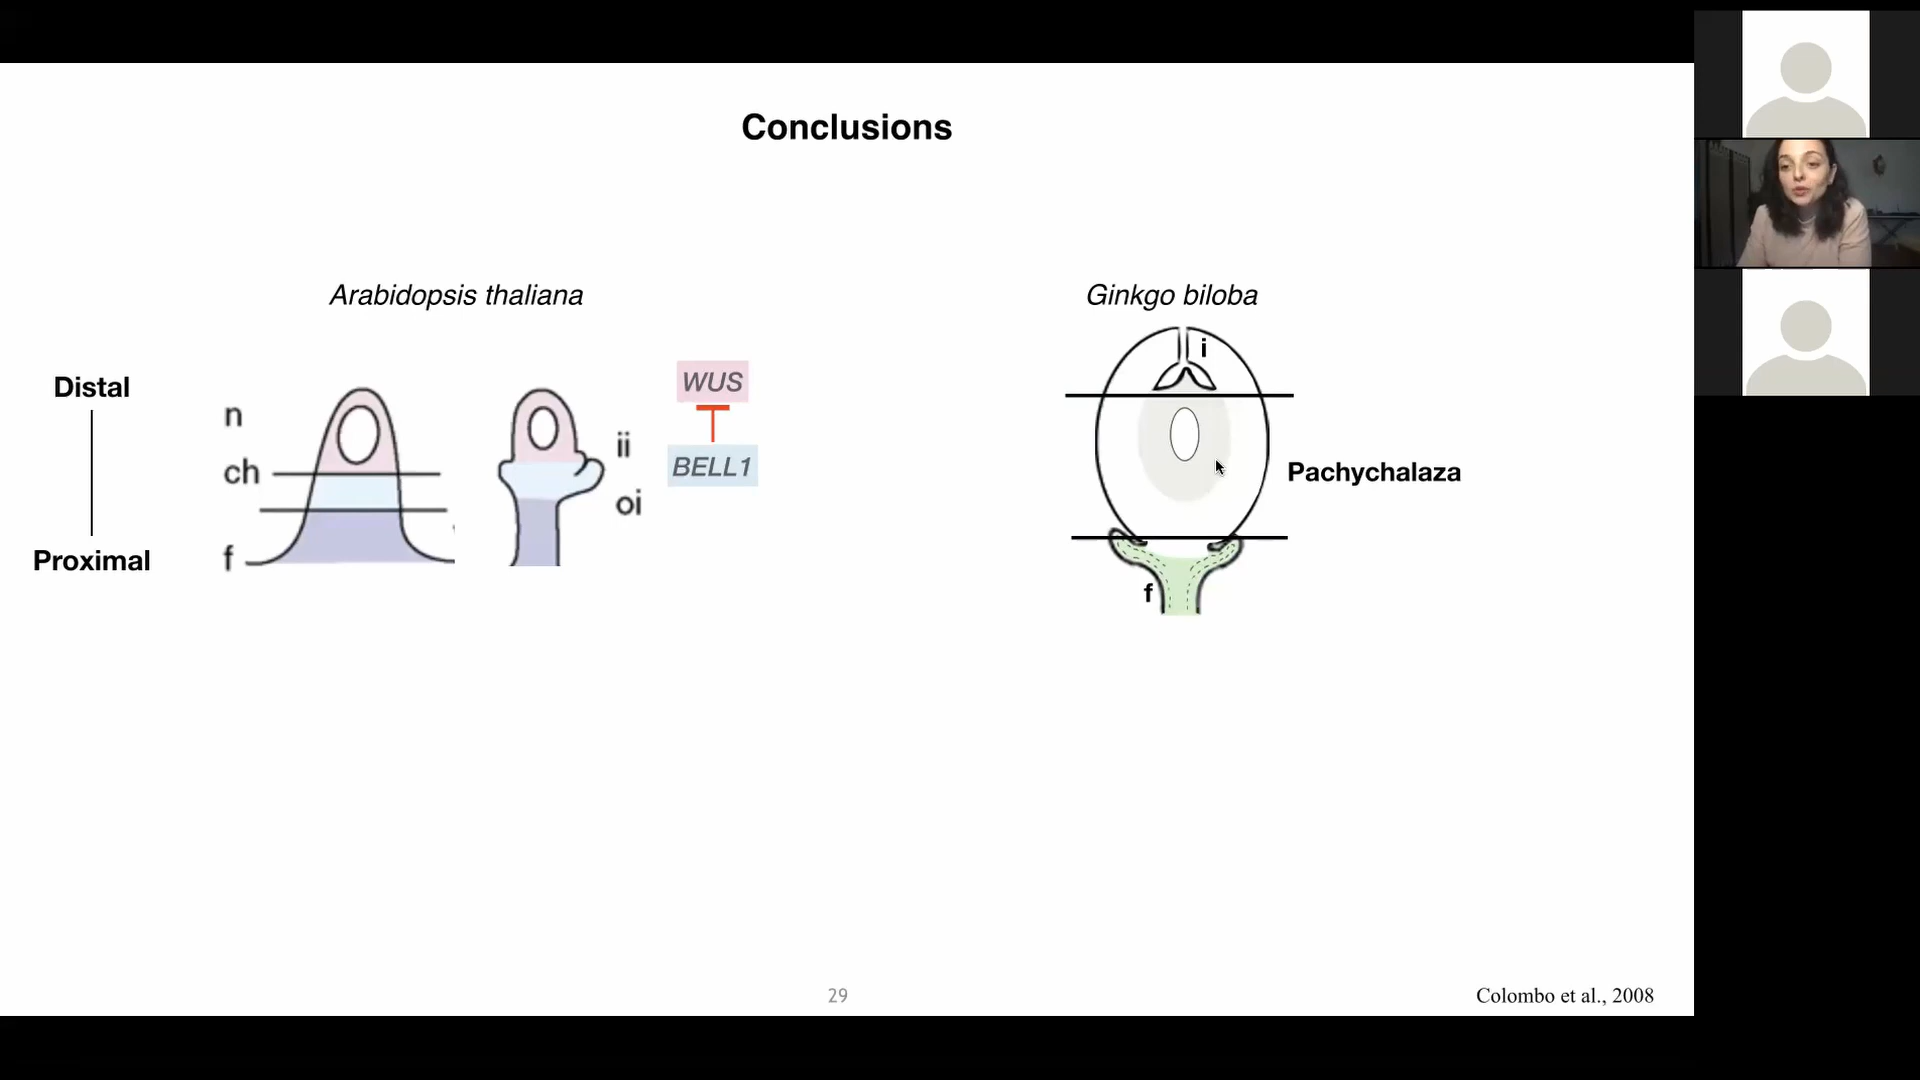 Conclusions
Arabidopsis thaliana
Ginkgo biloba
Distal
Proximal
n
ch
f
ii
oi
WUS
BELL1
i
Pachychalaza
f
29
Colombo et al., 2008